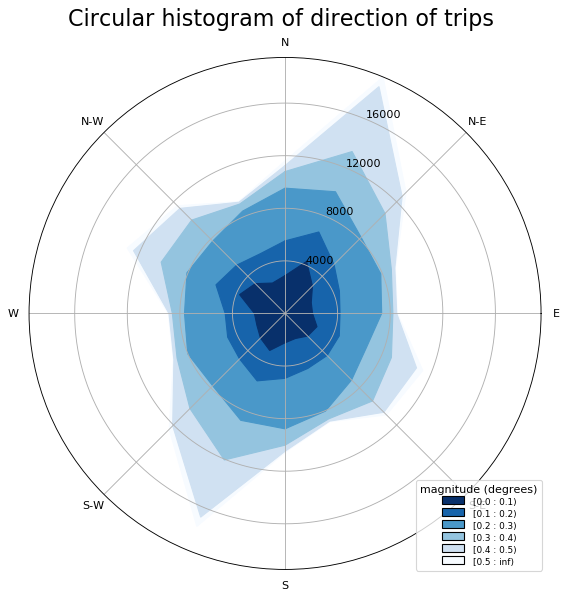 Circular histogram of direction of trips
N
N-W
N-E
16000
12000
8000
4000
W
E
S-W
S
magnitude (degrees)
[0.0 : 0.1)
[0.1 : 0.2)
[0.2 : 0.3)
[0.3 : 0.4)
[0.4 : 0.5)
[0.5 : inf)